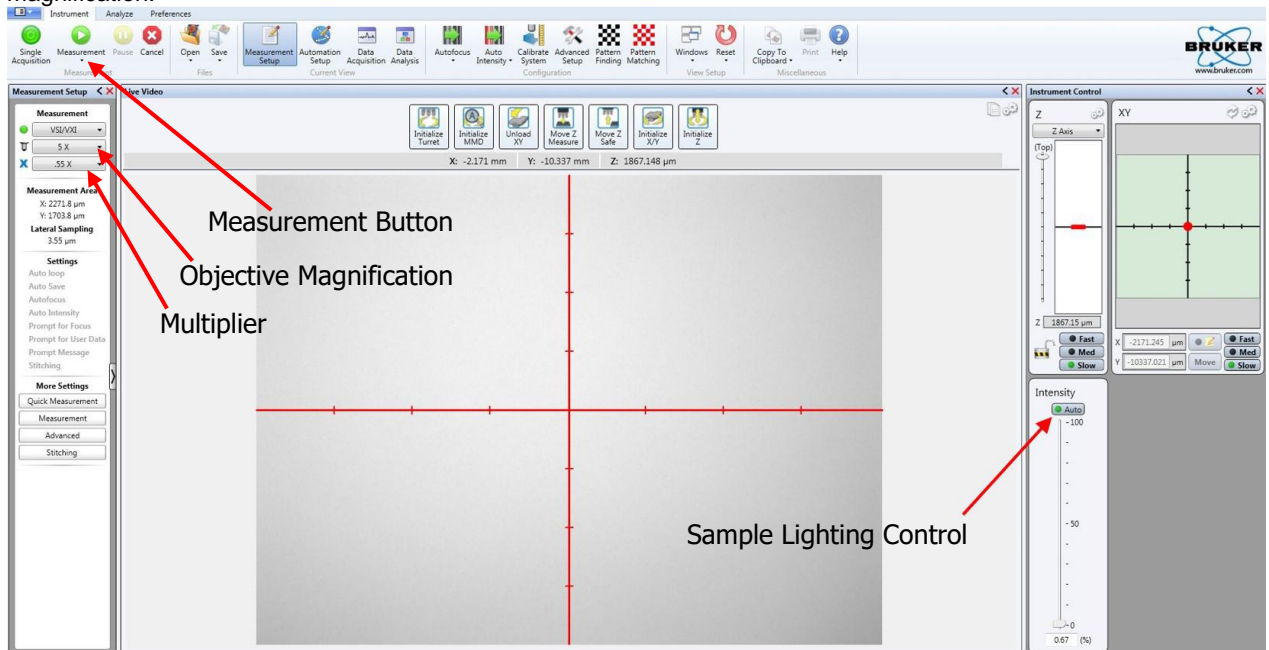 magnification.
Instrument Analyze Preferences
Single Acquisition
Measurement
Pause
Cancel
Open
Save
Measurement Setup
Automation Setup
Data Acquisition
Data Analysis
Autofocus
Auto Intensity
Calibrate System
Advanced Setup
Pattern Finding
Pattern Matching
Windows
Reset
Copy To Clipboard
Print
Help
Measurement
Files
Current View
Configuration
View Setup
Miscellaneous
BRUKER
www.bruker.com
Measurement Setup
Measurement
VSI/VXI
5 X
.55 X
Measurement Area
X: 2271.8 µm
Y: 1703.8 µm
Lateral Sampling
3.55 µm
Settings
Auto loop
Auto Save
Autofocus
Auto Intensity
Prompt for Focus
Prompt for User Data
Prompt Message
Stitching
More Settings
Quick Measurement
Measurement
Advanced
Stitching
Live Video
Initialize Turret
Initialize MMD
Unload XY
Move Z Measure
Move Z Safe
Initialize X/Y
Initialize Z
X: -2.171 mm Y: -10.337 mm Z: 1867.148 µm
Measurement Button
Objective Magnification
Multiplier
Sample Lighting Control
Instrument Control
Z
Z Axis
(Top)
Z 1867.15 µm
Fast
Med
Slow
XY
X -2171.245 µm
Y -10337.021 µm
Move
Fast
Med
Slow
Intensity
Auto
-100
-50
-0
0.67 (%)